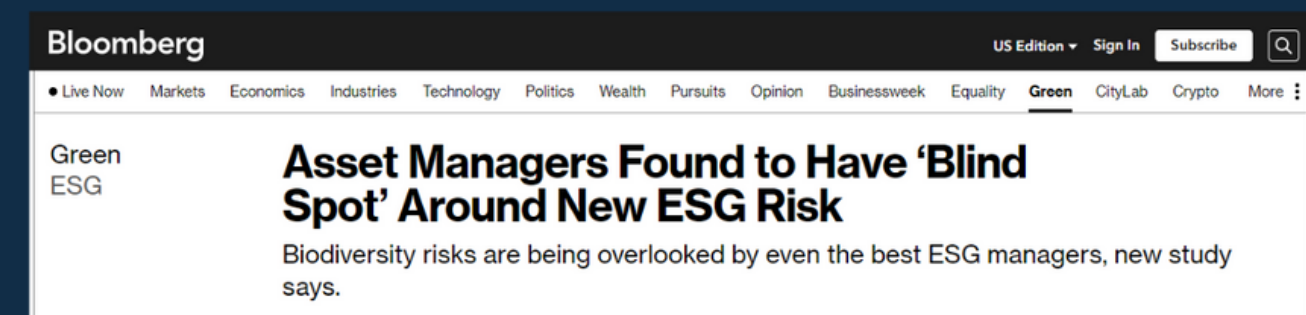 Bloomberg
US Edition Sign In Subscribe
Live Now Markets Economics Industries Technology Politics Wealth Pursuits Opinion Businessweek Equality Green CityLab Crypto More
Green
ESG
Asset Managers Found to Have ‘Blind
Spot’ Around New ESG Risk
Biodiversity risks are being overlooked by even the best ESG managers, new study
says.